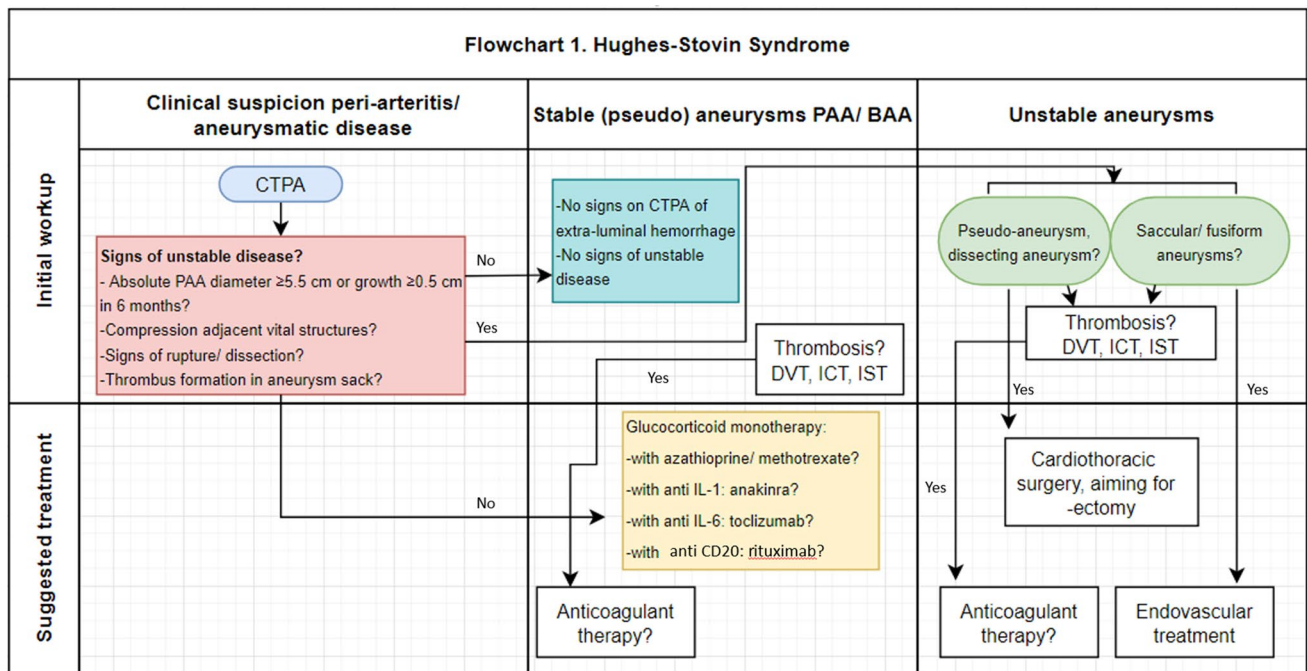 Flowchart 1. Hughes-Stovin Syndrome
Clinical suspicion peri-arteritis/
aneurysmatic disease
Stable (pseudo) aneurysms PAA/ BAA
Unstable aneurysms
Initial workup
CTPA
Signs of unstable disease?
- Absolute PAA diameter ≥5.5 cm or growth ≥0.5 cm
in 6 months?
-Compression adjacent vital structures?
-Signs of rupture/ dissection?
-Thrombus formation in aneurysm sack?
No
Yes
-No signs on CTPA of
extra-luminal hemorrhage
-No signs of unstable
disease
Thrombosis?
DVT, ICT, IST
Yes
Pseudo-aneurysm,
dissecting aneurysm?
Saccular/ fusiform
aneurysms?
Thrombosis?
DVT, ICT, IST
Yes
Yes
Suggested treatment
No
Glucocorticoid monotherapy:
-with azathioprine/ methotrexate?
-with anti IL-1: anakinra?
-with anti IL-6: toclizumab?
-with anti CD20: rituximab?
Anticoagulant
therapy?
Yes
Cardiothoracic
surgery, aiming for
-ectomy
Anticoagulant
therapy?
Endovascular
treatment